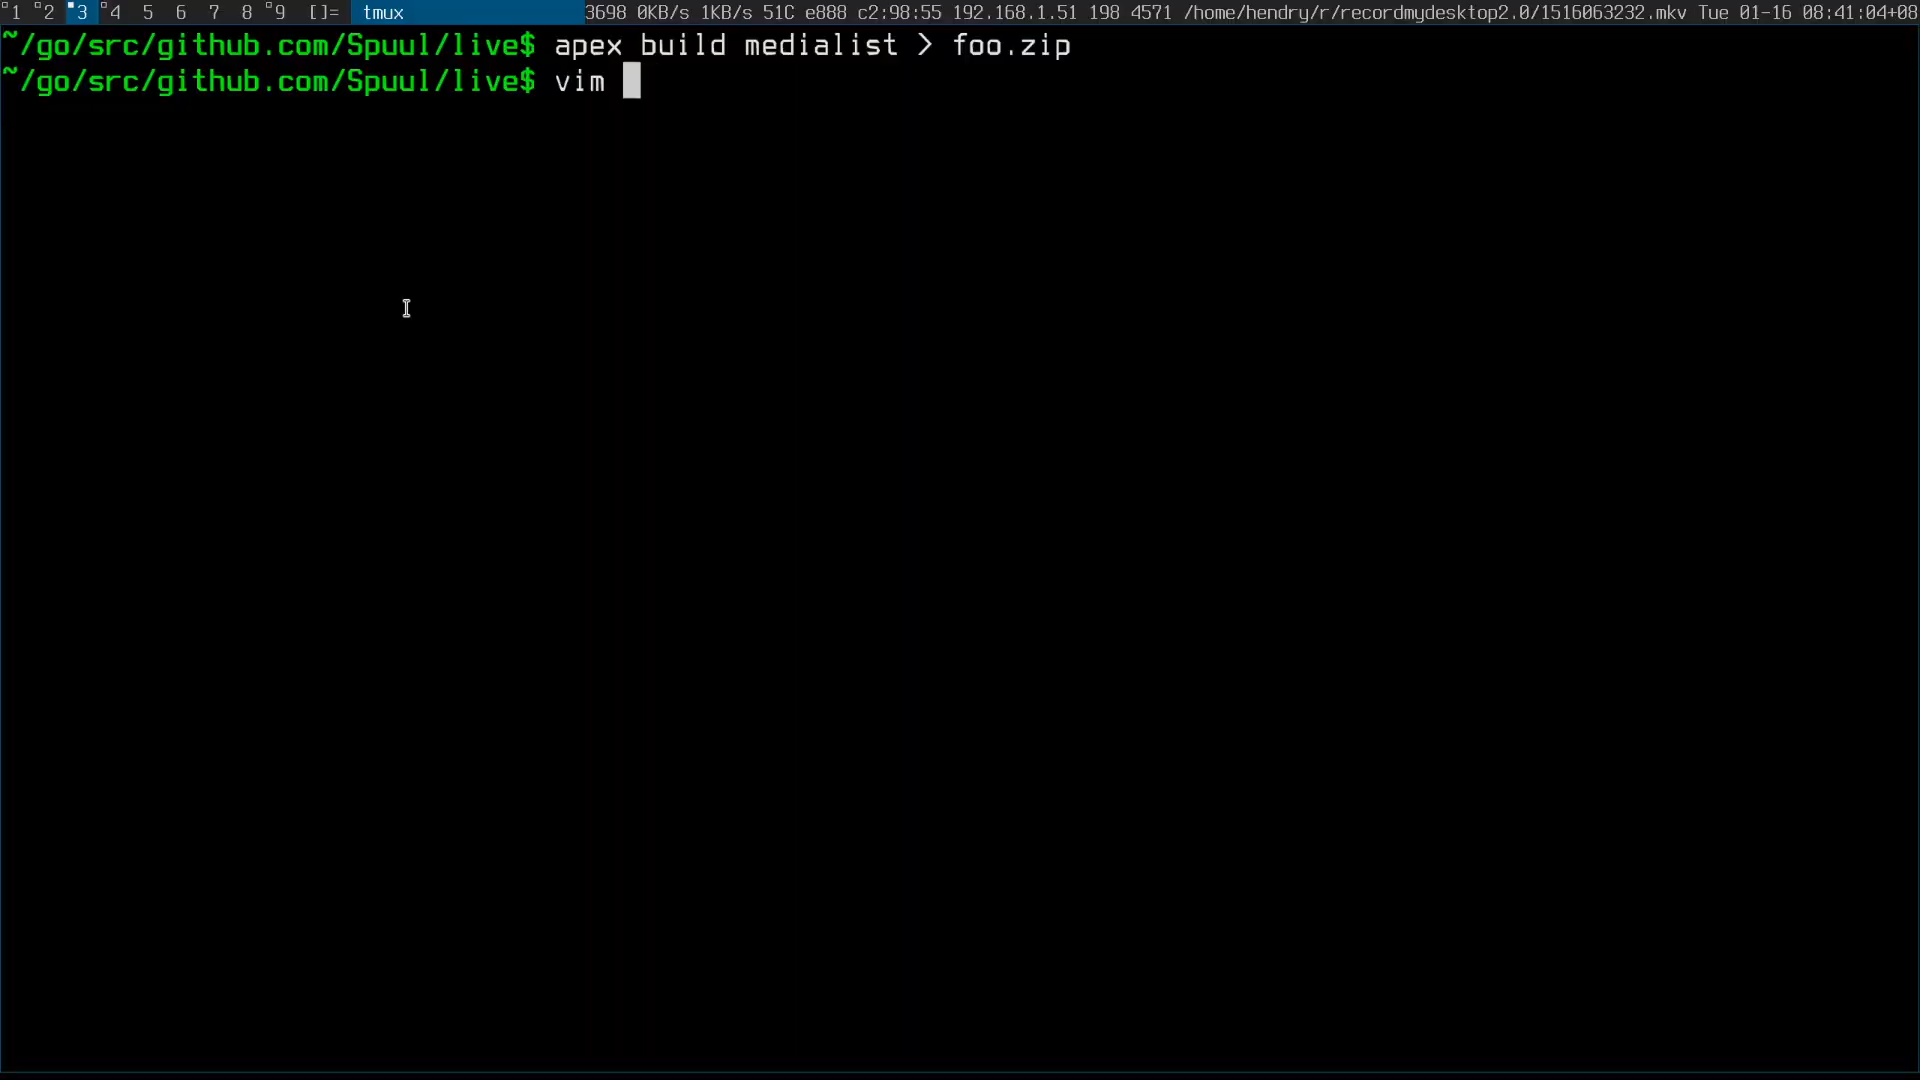 1 2 3 4 5 6 7 8 9 []= tmux 3698 0KB/s 1KB/s 51C e888 c2:98:55 192.168.1.51 198 4571 /home/hendry/r/recordmydesktop2.0/1516063232.mkv Tue 01-16 08:41:04+08
~/go/src/github.com/Spuul/live$ apex build medialist > foo.zip
~/go/src/github.com/Spuul/live$ vim